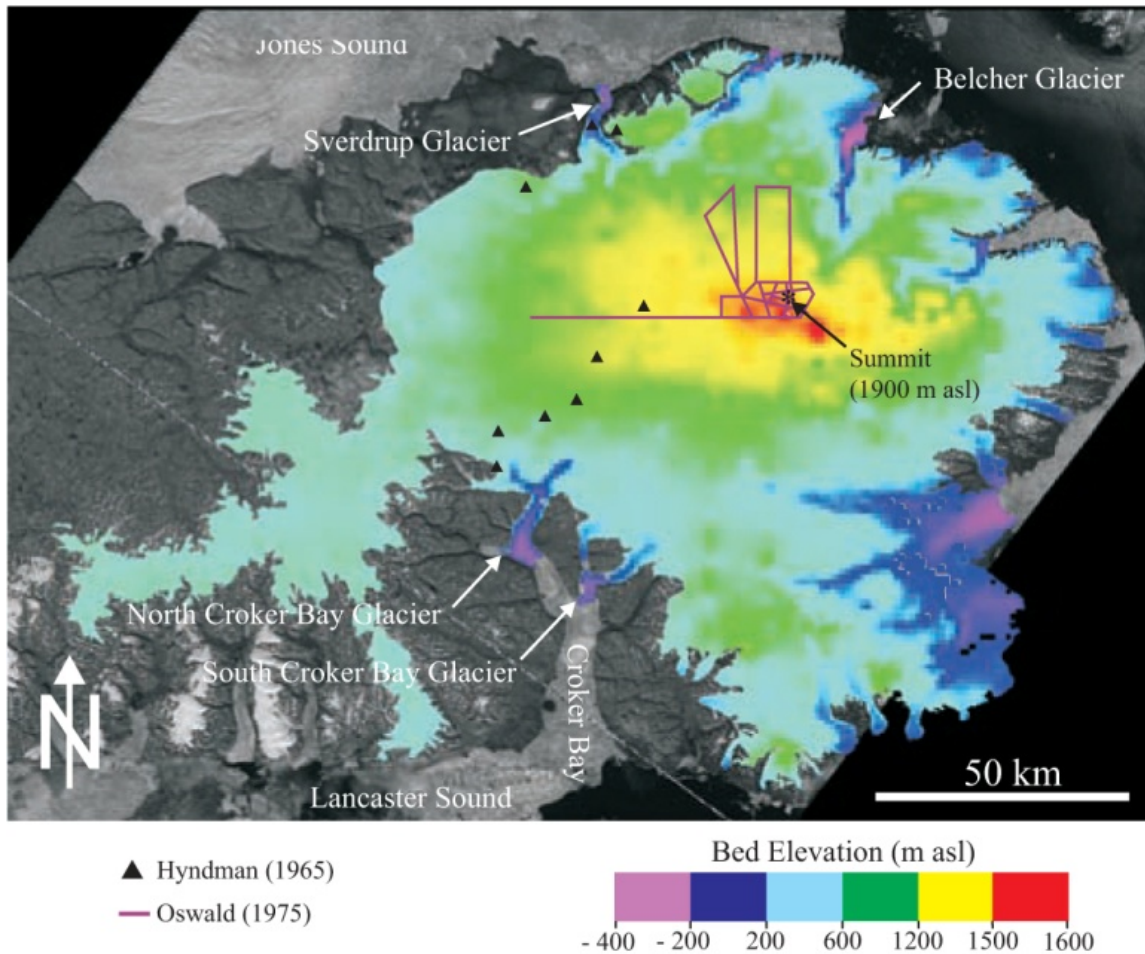 Jones Sound
Belcher Glacier
Sverdrup Glacier
Summit
(1900 m asl)
North Croker Bay Glacier
South Croker Bay Glacier
Croker Bay
N
50 km
Lancaster Sound
▲ Hyndman (1965)
Oswald (1975)
Bed Elevation (m asl)
- 400 - 200 200 600 1200 1500 1600